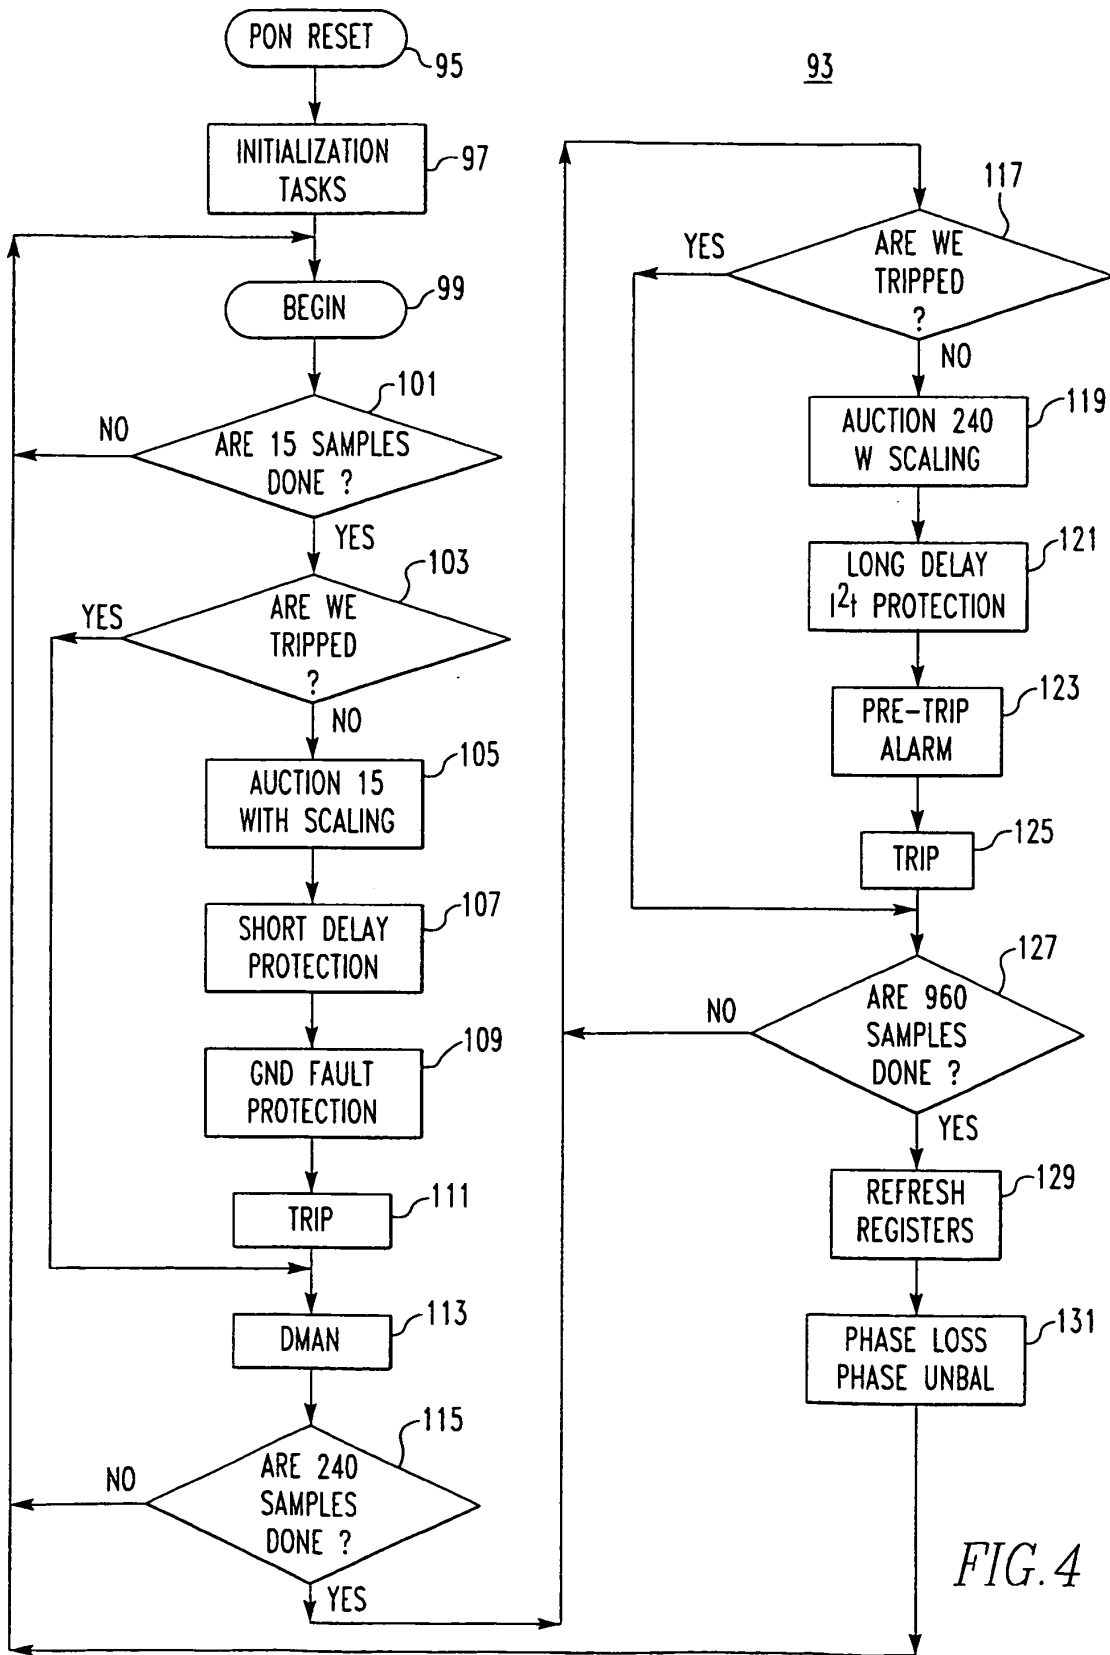 PON RESET
95
93
INITIALIZATION
TASKS
97
BEGIN
99
101
NO
ARE 15 SAMPLES
DONE ?
YES
103
YES
ARE WE
TRIPPED
?
NO
105
AUCTION 15
WITH SCALING
107
SHORT DELAY
PROTECTION
109
GND FAULT
PROTECTION
TRIP
111
DMAN
113
115
NO
ARE 240
SAMPLES
DONE ?
YES
117
YES
ARE WE
TRIPPED
?
NO
AUCTION 240
W SCALING
119
LONG DELAY
I²t PROTECTION
121
PRE-TRIP
ALARM
123
TRIP
125
127
NO
ARE 960
SAMPLES
DONE ?
YES
REFRESH
REGISTERS
129
PHASE LOSS
PHASE UNBAL
131
FIG. 4